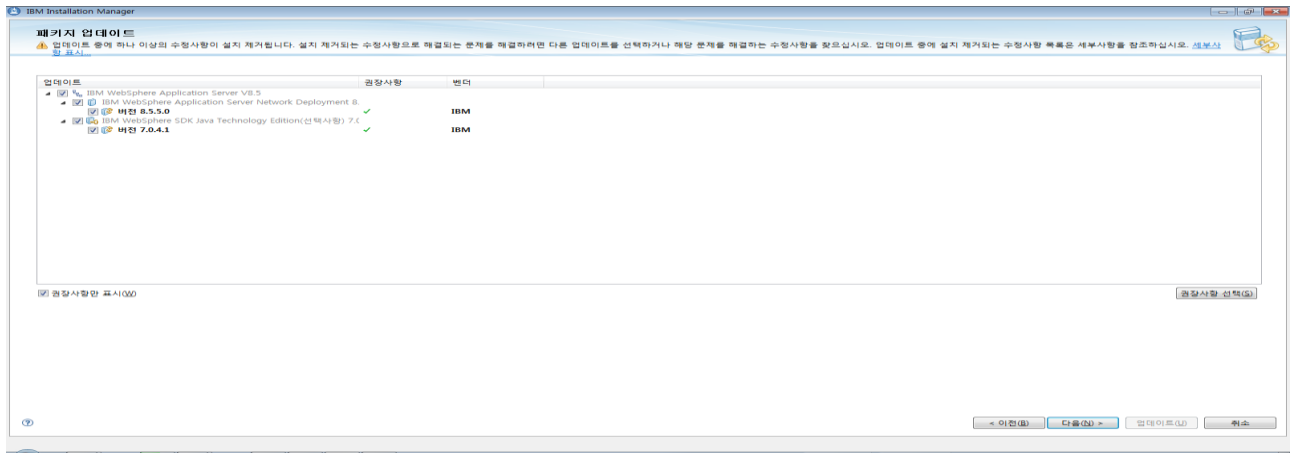 IBM Installation Manager
패키지 업데이트
업데이트 중에 하나 이상의 수정사항이 설치 제거됩니다. 설치 제거되는 수정사항으로 해결되는 문제를 해결하려면 다른 업데이트를 선택하거나 해당 문제를 해결하는 수정사항을 찾으십시오. 업데이트 중에 설치 제거되는 수정사항 목록은 세부사항을 참조하십시오. 세부사
항 표시...
업데이트 권장사항 벤더
IBM WebSphere Application Server V8.5
IBM WebSphere Application Server Network Deployment 8.
버전 8.5.5.0 IBM
IBM WebSphere SDK Java Technology Edition(선택사항) 7.(
버전 7.0.4.1 IBM
권장사항만 표시(W) 권장사항 선택(S)
< 이전(B) 다음(N) > 업데이트(U) 취소